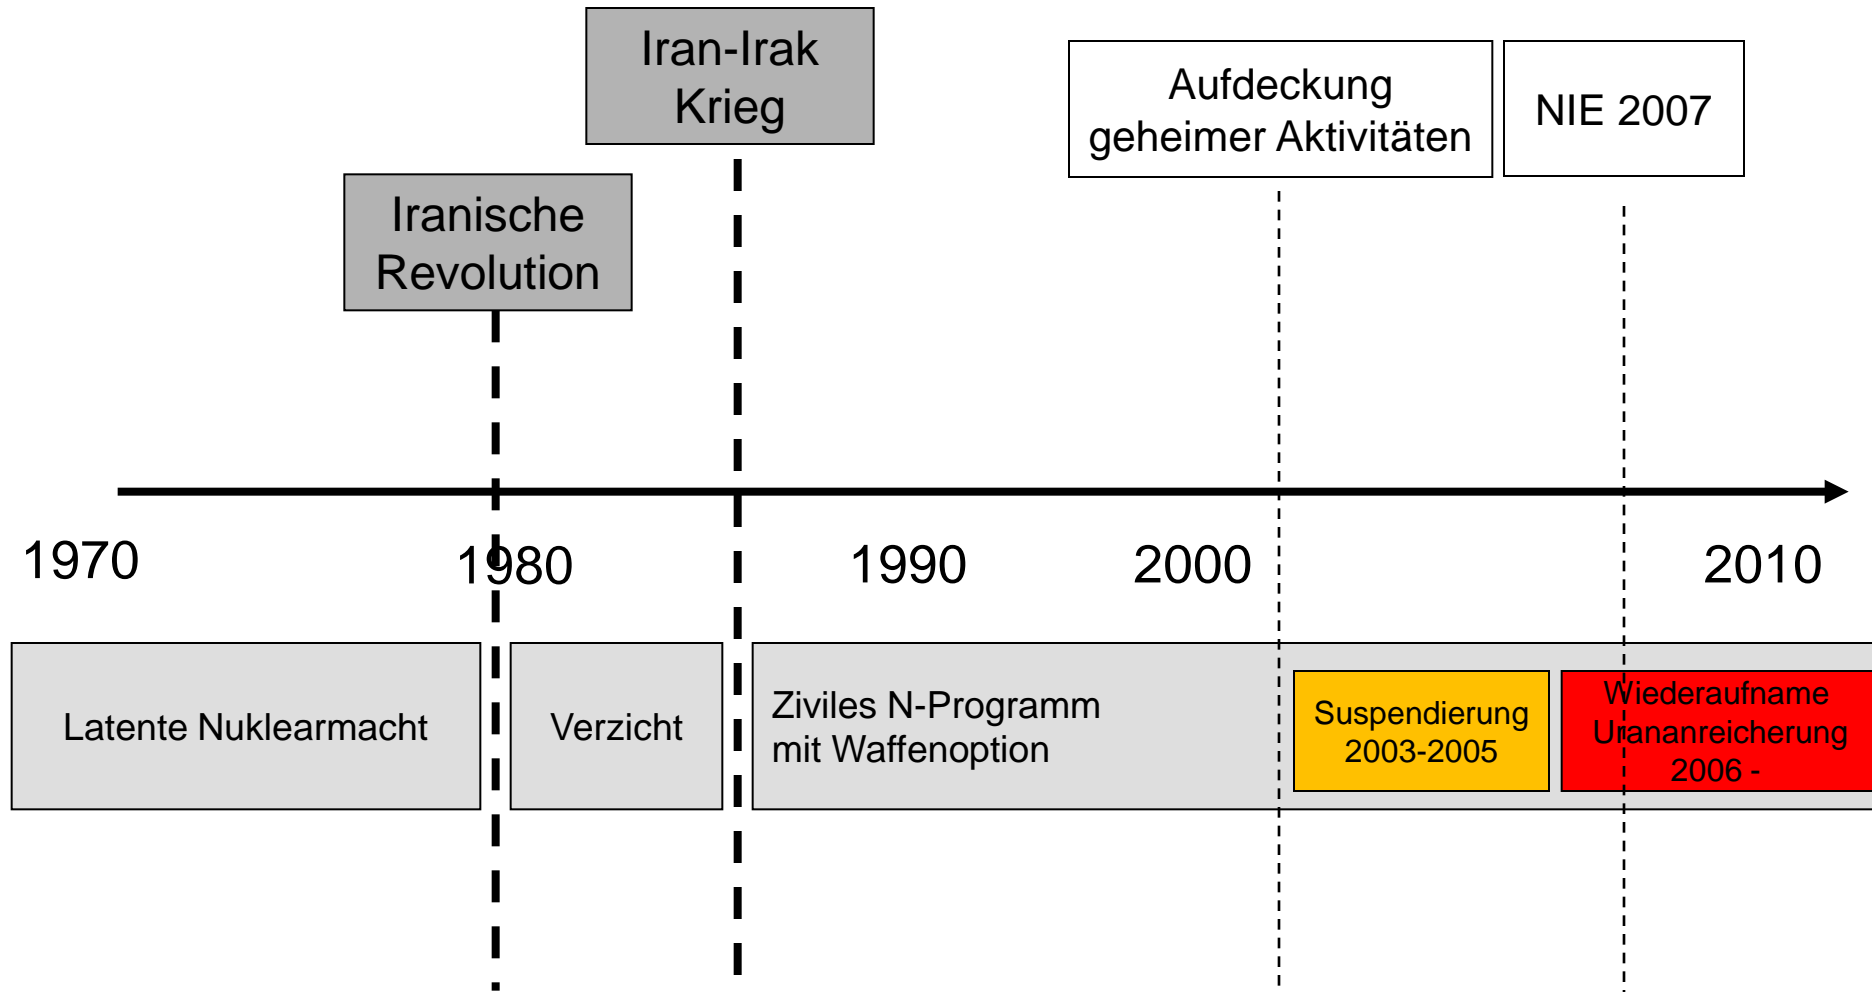 Iran-Irak
Krieg
Aufdeckung
geheimer Aktivitäten
NIE 2007
Iranische
Revolution
1970
1980
1990
2000
2010
Latente Nuklearmacht
Verzicht
Ziviles N-Programm
mit Waffenoption
Suspendierung
2003-2005
Wiederaufname
Urananreicherung
2006 -